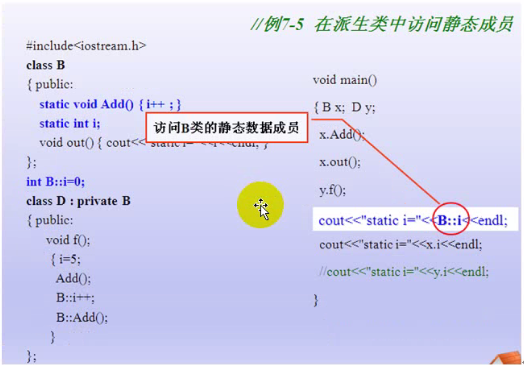 //例7-5 在派生类中访问静态成员
#include<iostream.h>
class B
{ public:
static void Add() { i++ ; }
static int i;
void out() { cout<<"static i="<<i<<endl; }
};
int B::i=0;
class D : private B
{ public:
void f();
{ i=5;
Add();
B::i++;
B::Add();
}
};
访问B类的静态数据成员
void main()
{ B x; D y;
x.Add();
x.out();
y.f();
cout<<"static i="<<B::i<<endl;
cout<<"static i="<<x.i<<endl;
//cout<<"static i="<<y.i<<endl;
}